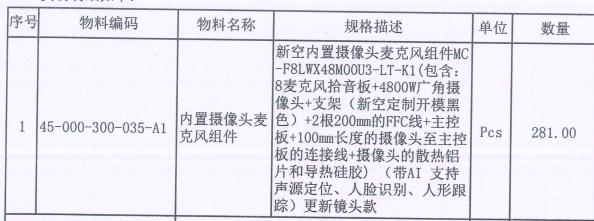 序号 物料编码 物料名称 规格描述 单位 数量
1 45-000-300-035-A1 内置摄像头麦克风组件 新空内置摄像头麦克风组件MC
-F8LWX48M00U3-LT-K1(包含:
8麦克风拾音板+4800W广角摄
像头+支架（新空定制开模黑
色）+2根200mm的FFC线+主控
板+100mm长度的摄像头至主控
板的连接线+摄像头的散热铝
片和导热硅胶）（带AI 支持
声源定位、人脸识别、人形跟
踪）更新镜头款 Pcs 281.00